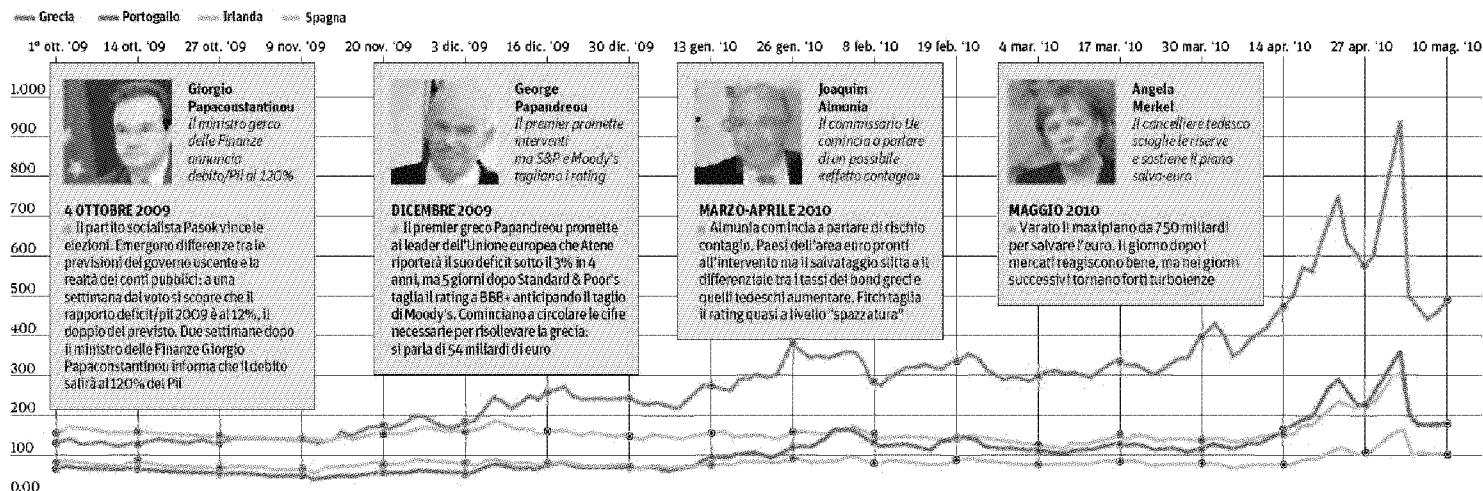 Grecia Portogallo Irlanda Spagna
1° ott. '09 14 ott. '09 27 ott. '09 9 nov. '09 20 nov. '09 3 dic. '09 16 dic. '09 30 dic. '09 13 gen. '10 26 gen. '10 8 feb. '10 19 feb. '10 4 mar. '10 17 mar. '10 30 mar. '10 14 apr. '10 27 apr. '10 10 mag. '10
1.000
900
800
700
600
500
400
300
200
100
0.00
Giorgio
Papaconstantinou
Il ministro greco
delle Finanze
annuncia
debito/Pil al 120%
4 OTTOBRE 2009
Il partito socialista Pasok vince le
elezioni. Emergono differenze tra le
previsioni del governo uscente e la
realtà dei conti pubblici: a una
settimana dal voto si scopre che il
rapporto deficit/pil 2009 è al 12%, il
doppio del previsto. Due settimane dopo
il ministro delle Finanze Giorgio
Papaconstantinou informa che il debito
salirà al 120% del Pil
George
Papandreou
Il premier promette
interventi
ma S&P e Moody's
tagliano i rating
DICEMBRE 2009
Il premier greco Papandreou promette
ai leader dell'Unione europea che Atene
riporterà il suo deficit sotto il 3% in 4
anni, ma 5 giorni dopo Standard & Poor's
taglia il rating a BBB+ anticipando il taglio
di Moody's. Cominciano a circolare le cifre
necessarie per risollevare la grecia:
si parla di 54 miliardi di euro
Joaquim
Almunia
Il commissario Ue
comincia a parlare
di un possibile
«effetto contagio»
MARZO-APRILE 2010
Almunia comincia a parlare di rischio
contagio. Paesi dell'area euro pronti
all'intervento ma il salvataggio slitta e il
differenziale tra i tassi dei bond greci e
quelli tedeschi aumentare. Fitch taglia
il rating quasi a livello "spazzatura"
Angela
Merkel
Il cancelliere tedesco
scioglie le riserve
e sostiene il piano
salva-euro
MAGGIO 2010
Varato il maxipiano da 750 miliardi
per salvare l'euro. Il giorno dopo i
mercati reagiscono bene, ma nei giorni
successivi tornano forti turbolenze